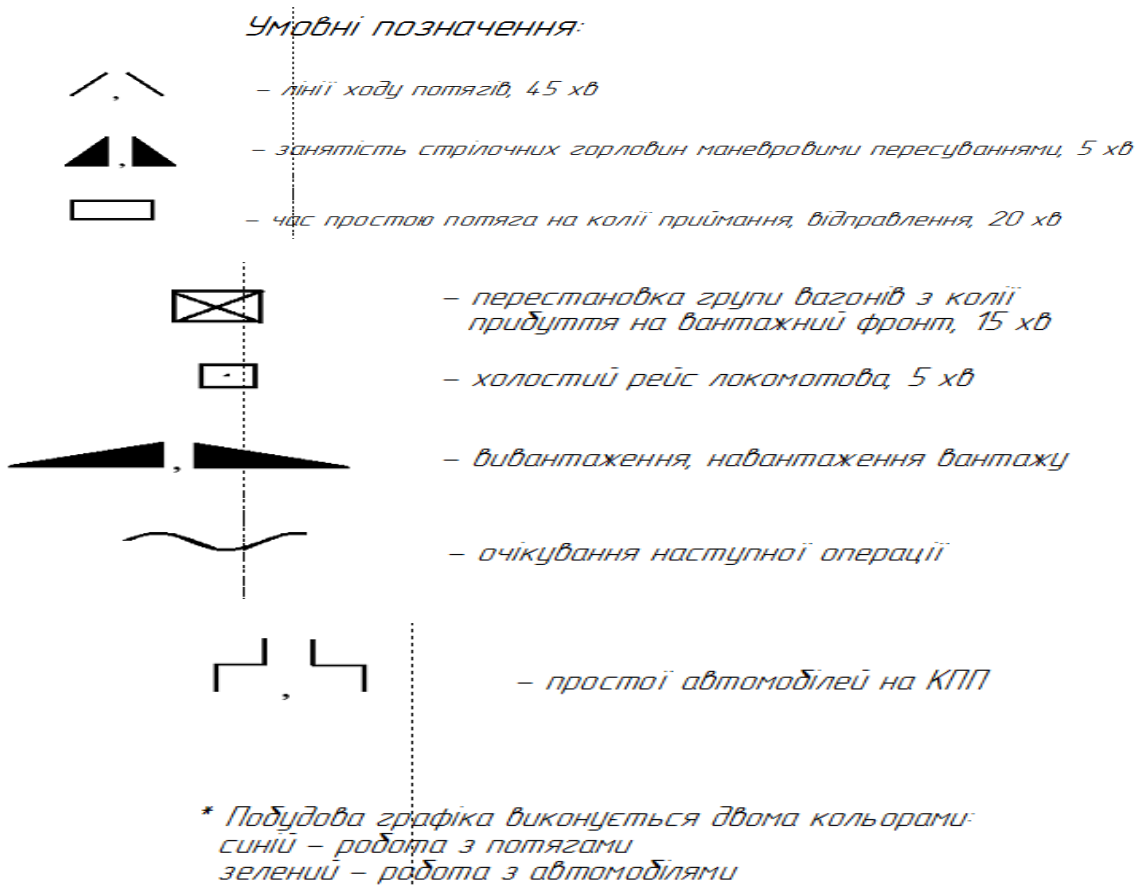 Умовні позначення:
– лінії ходу потягів, 45 хв
– занятість стрілочних горловин маневровими пересуваннями, 5 хв
– час простою потяга на колії приймання, відправлення, 20 хв
– перестановка групи вагонів з колії
прибуття на вантажний фронт, 15 хв
– холостий рейс локомотова, 5 хв
– вивантаження, навантаження вантажу
– очікування наступної операції
– простої автомобілей на КПП
* Побудова графіка виконується двома кольорами:
синій – робота з потягами
зелений – робота з автомобілями